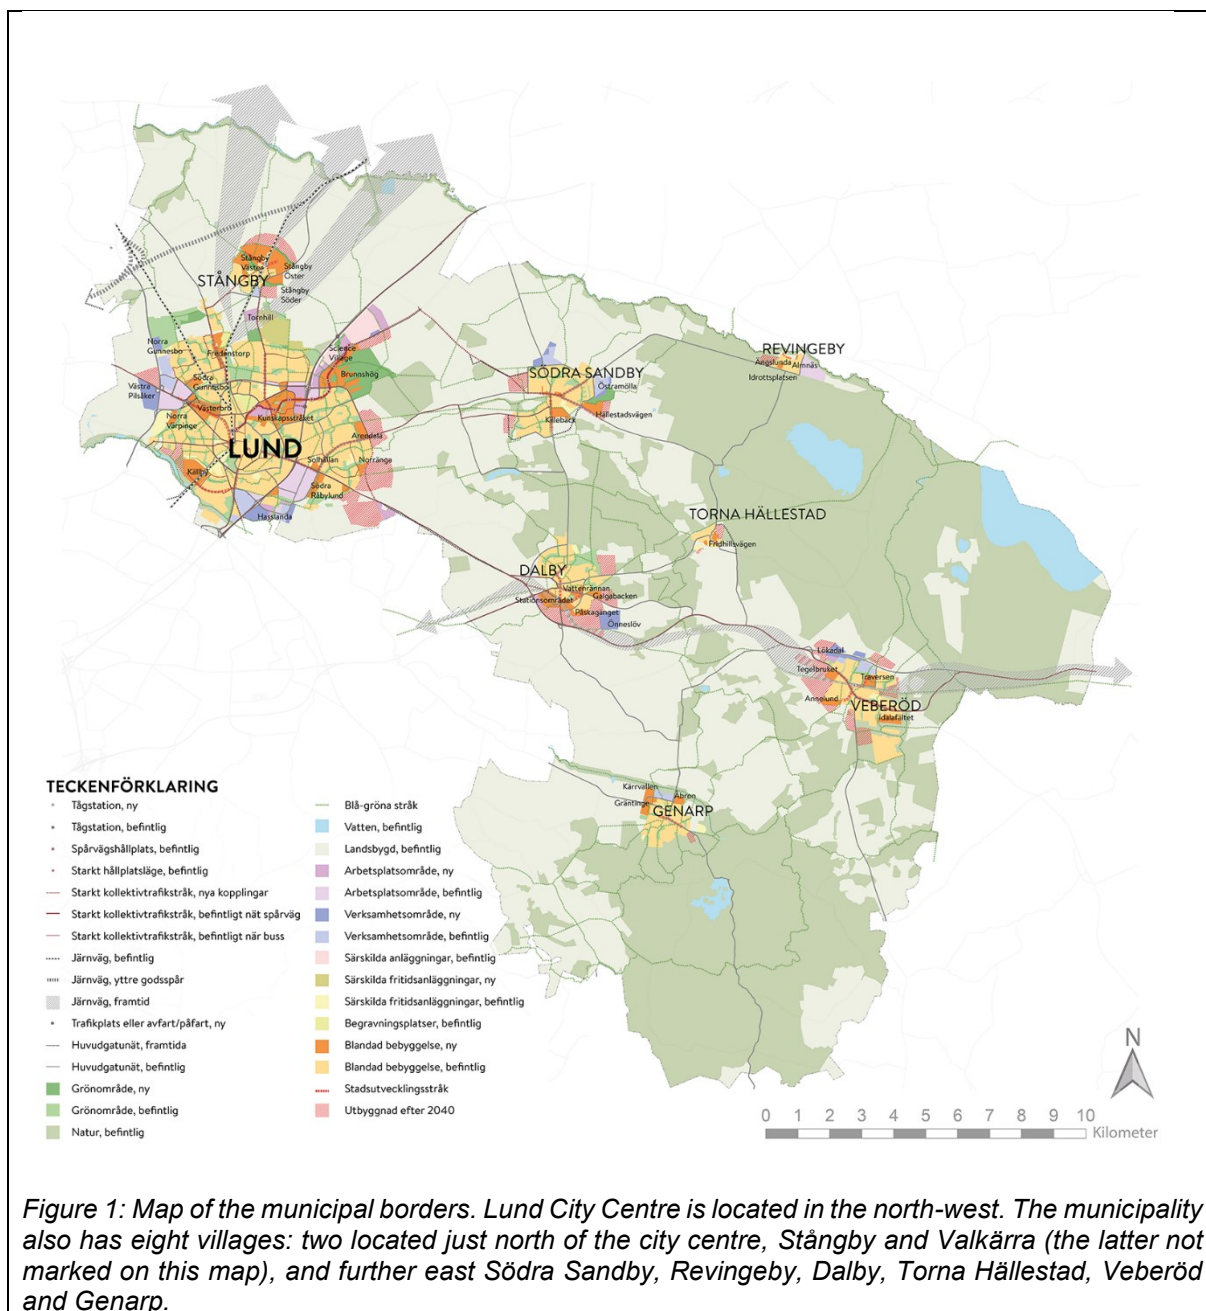 STÅNGBY
Stångby
Väster
Stångby
Öster
Stångby
Söder
Tornhill
Norra
Gunnesbo
Fredenstorp
Science
Village
Västra
Pilsåker
Södra
Gunnesbo
Brunnshög
Västerbro
Norra
Värpinge
Kunskapsstråket
LUND
Arendala
Solhällan
Norränge
Källby
Södra
Råbylund
Hasslanda
REVINGEBY
Ängslunda
Almnäs
Idrottsplatsen
SÖDRA SANDBY
Östramölla
Killebäck
Hällestadsvägen
TORNA HÄLLESTAD
Fridhillsvägen
DALBY
Vattenrännan
Stationsområdet
Galgabacken
Påskagänget
Önneslöv
Lökadal
Tegelbruket
Traversen
Annelund
VEBERÖD
Idalafältet
Kärrvallen
Åbren
Gräntinge
GENARP
TECKENFÖRKLARING
Tågstation, ny
Tågstation, befintlig
Spårvägshållplats, befintlig
Starkt hållplatsläge, befintlig
Starkt kollektivtrafikstråk, nya kopplingar
Starkt kollektivtrafikstråk, befintligt nät spårväg
Starkt kollektivtrafikstråk, befintligt när buss
Järnväg, befintlig
Järnväg, yttre godsspår
Järnväg, framtid
Trafikplats eller avfart/påfart, ny
Huvudgatunät, framtida
Huvudgatunät, befintlig
Grönområde, ny
Grönområde, befintlig
Natur, befintlig
Blå-gröna stråk
Vatten, befintlig
Landsbygd, befintlig
Arbetsplatsområde, ny
Arbetsplatsområde, befintlig
Verksamhetsområde, ny
Verksamhetsområde, befintlig
Särskilda anläggningar, befintlig
Särskilda fritidsanläggningar, ny
Särskilda fritidsanläggningar, befintlig
Begravningsplatser, befintlig
Blandad bebyggelse, ny
Blandad bebyggelse, befintlig
Stadsutvecklingsstråk
Utbyggnad efter 2040
N
0 1 2 3 4 5 6 7 8 9 10
Kilometer
Figure 1: Map of the municipal borders. Lund City Centre is located in the north-west. The municipality
also has eight villages: two located just north of the city centre, Stångby and Valkärra (the latter not
marked on this map), and further east Södra Sandby, Revingeby, Dalby, Torna Hällestad, Veberöd
and Genarp.